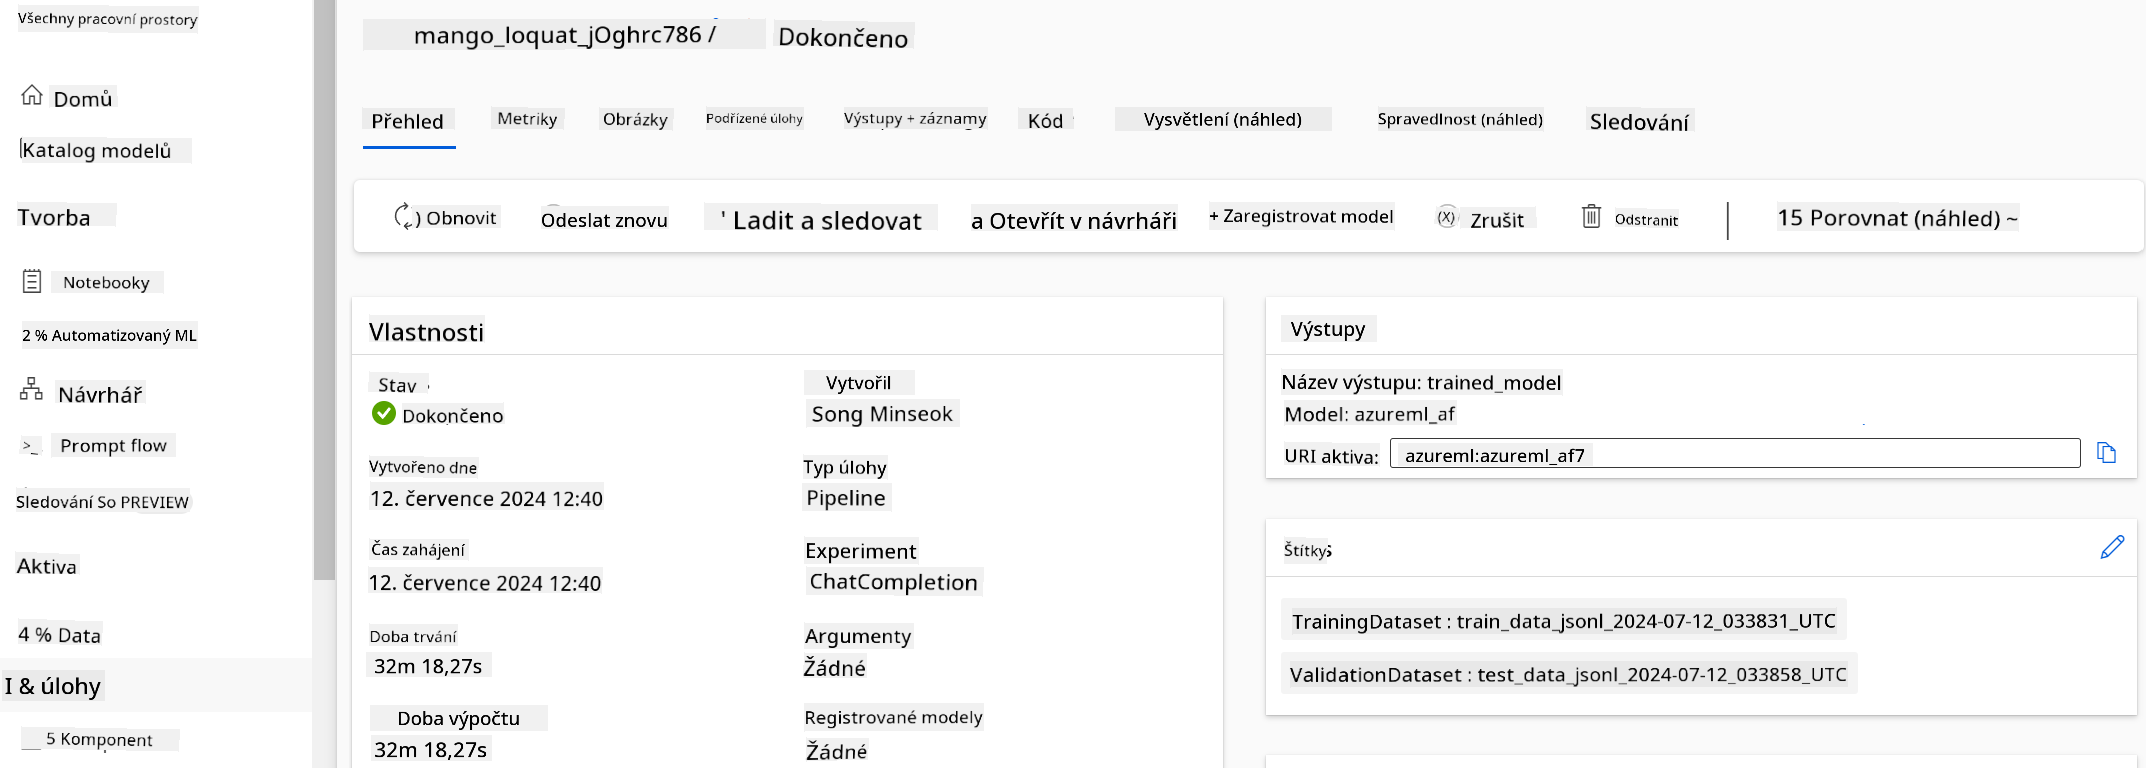 Všechny pracovní prostory
Domů
Katalog modelů
Tvorba
Notebooky
2 % Automatizovaný ML
Návrhář
Prompt flow
Sledování So PREVIEW
Aktiva
4 % Data
I & úlohy
5 Komponent
mango_loquat_jOghrc786 / Dokončeno
Přehled Metriky Obrázky Podřízené úlohy Výstupy + záznamy Kód Vysvětlení (náhled) Spravedlnost (náhled) Sledování
) Obnovit Odeslat znovu ' Ladit a sledovat a Otevřít v návrháři + Zaregistrovat model (X) Zrušit Odstranit 15 Porovnat (náhled) ~
Vlastnosti
Stav
Dokončeno
Vytvořeno dne
12. července 2024 12:40
Čas zahájení
12. července 2024 12:40
Doba trvání
32m 18,27s
Doba výpočtu
32m 18,27s
Vytvořil
Song Minseok
Typ úlohy
Pipeline
Experiment
ChatCompletion
Argumenty
Žádné
Registrované modely
Žádné
Výstupy
Název výstupu: trained_model
Model: azureml_af
URI aktiva: azureml:azureml_af7
Štítky
TrainingDataset : train_data_jsonl_2024-07-12_033831_UTC
ValidationDataset : test_data_jsonl_2024-07-12_033858_UTC